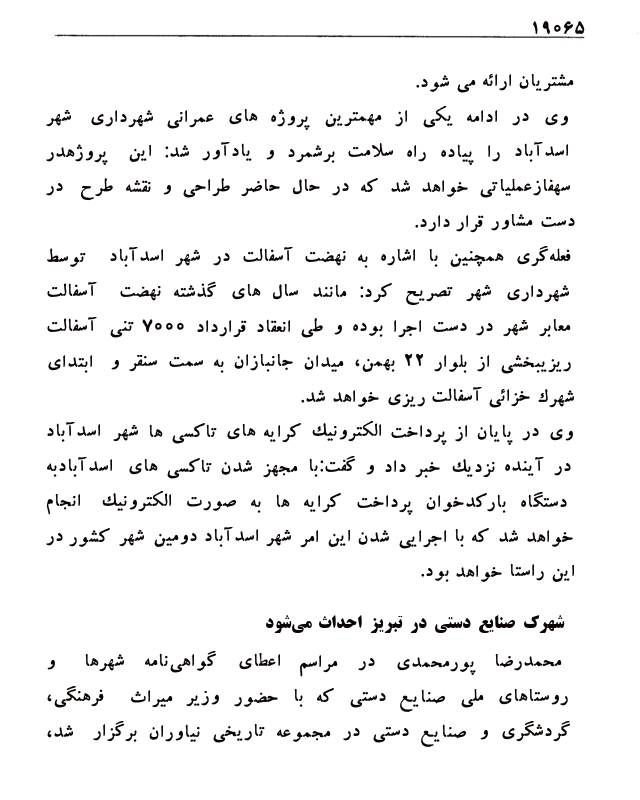 ۱۹۰۶۵
مشتریان ارائه می شود.
وی در ادامه یکی از مهمترین پروژه های عمرانی شهرداری شهر
اسدآباد را پیاده راه سلامت برشمرد و یادآور شد: این پروژهدر
سهفازعملیاتی خواهد شد که در حال حاضر طراحی و نقشه طرح در
دست مشاور قرار دارد.
فعله‌گری همچنین با اشاره به نهضت آسفالت در شهر اسدآباد توسط
شهرداری شهر تصریح کرد: مانند سال های گذشته نهضت آسفالت
معابر شهر در دست اجرا بوده و طی انعقاد قرارداد ۷۰۰۰ تنی آسفالت
ریزیبخشی از بلوار ۲۲ بهمن، میدان جانبازان به سمت سنقر و ابتدای
شهرك خزائی آسفالت ریزی خواهد شد.
وی در پایان از پرداخت الکترونیك کرایه های تاکسی ها شهر اسدآباد
در آینده نزدیك خبر داد و گفت:با مجهز شدن تاکسی های اسدآبادبه
دستگاه بارکدخوان پرداخت کرایه ها به صورت الکترونیك انجام
خواهد شد که با اجرایی شدن این امر شهر اسدآباد دومین شهر کشور در
این راستا خواهد بود.
شهرک صنایع دستی در تبریز احداث می‌شود
محمدرضا پورمحمدی در مراسم اعطای گواهی‌نامه شهرها و
روستاهای ملی صنایع دستی که با حضور وزیر میراث فرهنگی،
گردشگری و صنایع دستی در مجموعه تاریخی نیاوران برگزار شد،